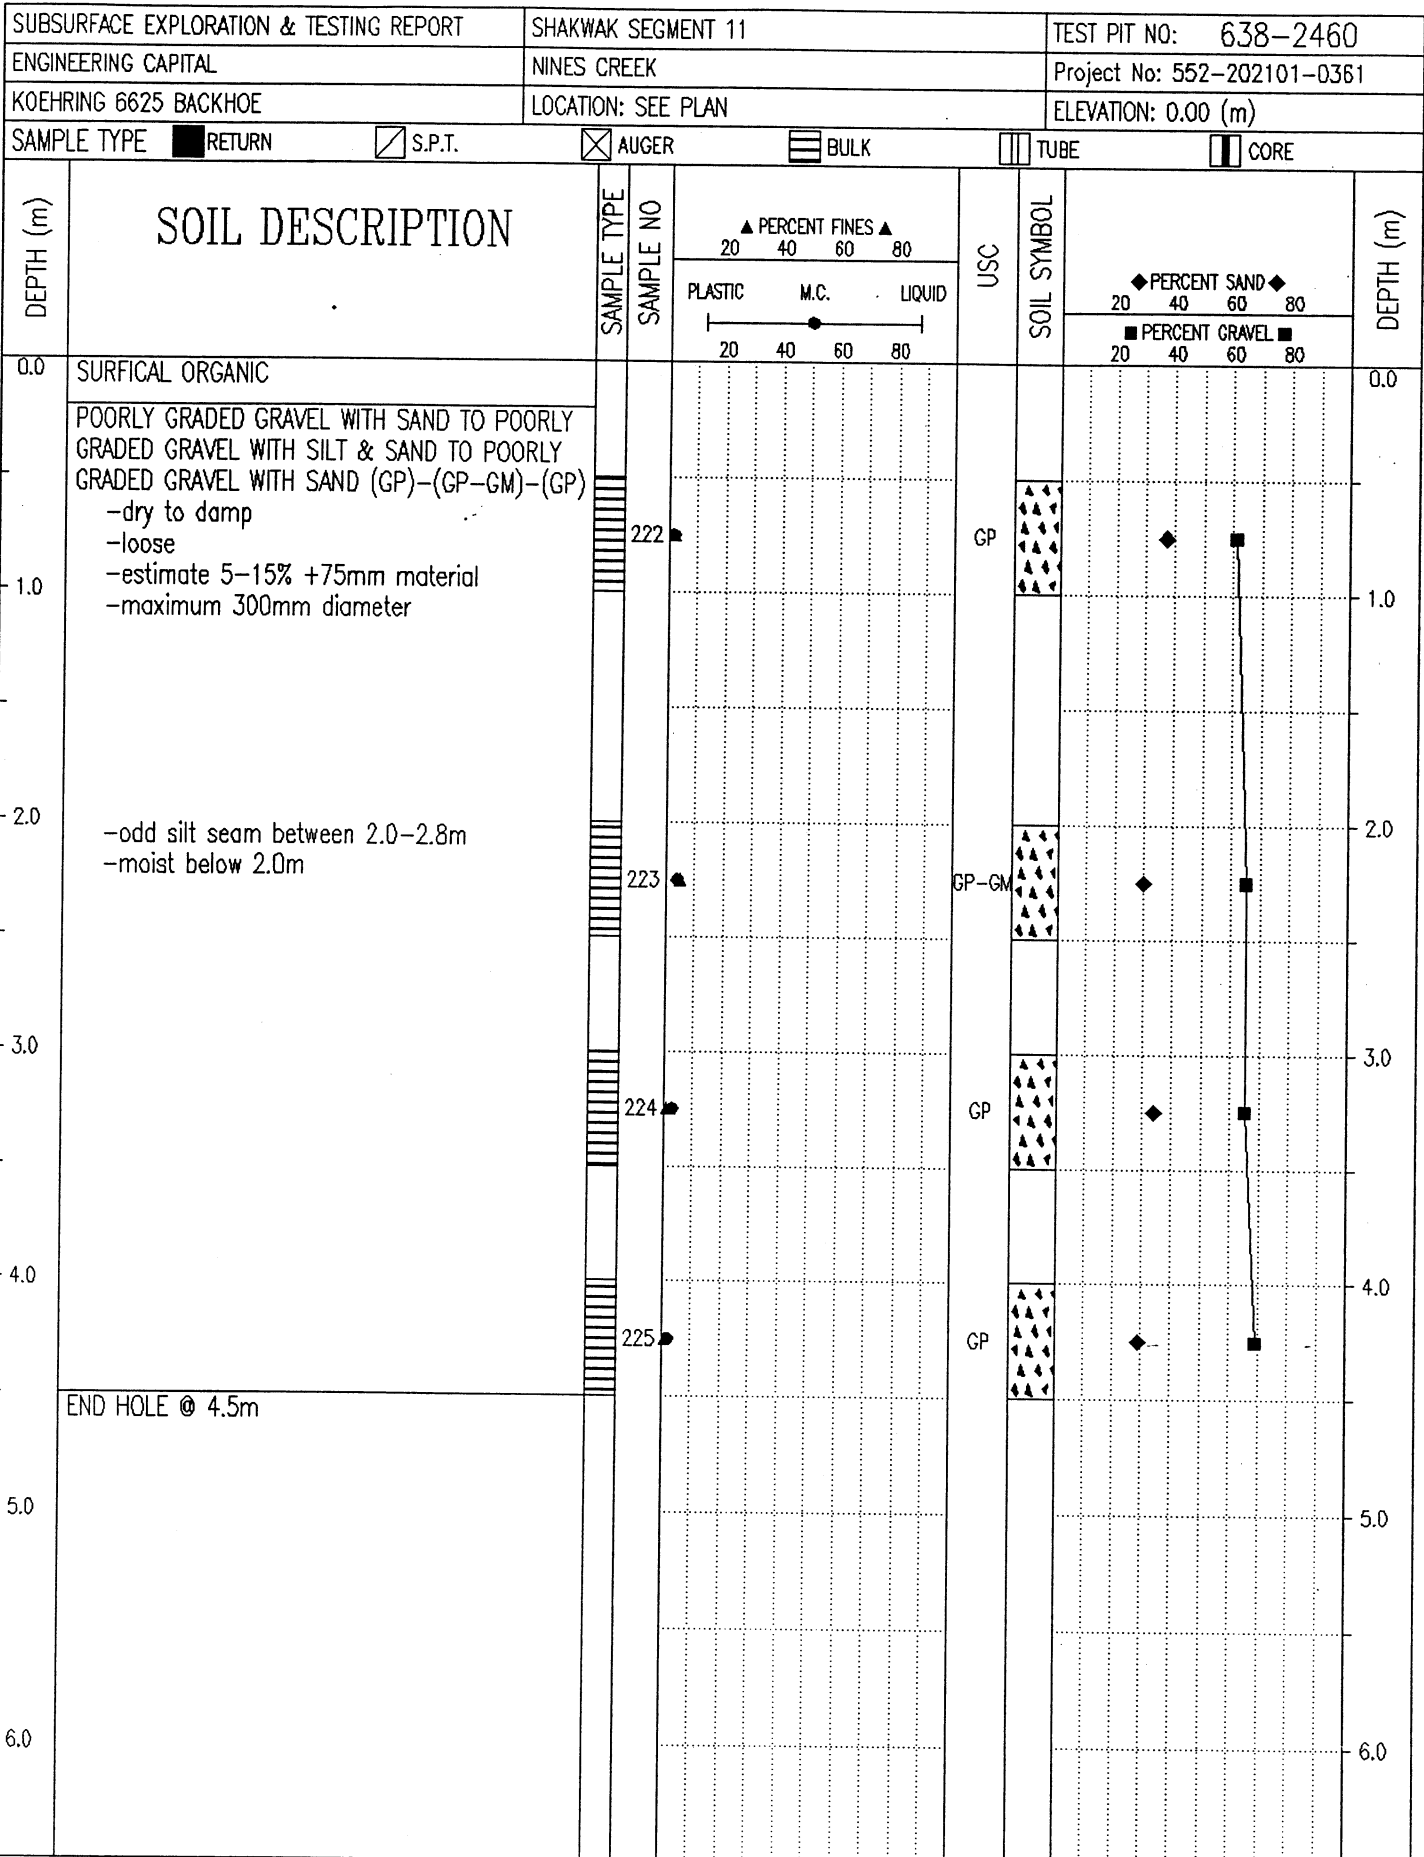 SUBSURFACE EXPLORATION & TESTING REPORT
SHAKWAK SEGMENT 11
TEST PIT NO: 638-2460
ENGINEERING CAPITAL
NINES CREEK
Project No: 552-202101-0361
KOEHRING 6625 BACKHOE
LOCATION: SEE PLAN
ELEVATION: 0.00 (m)
SAMPLE TYPE RETURN S.P.T. AUGER BULK TUBE CORE
DEPTH (m)
SOIL DESCRIPTION
SAMPLE TYPE
SAMPLE NO
PERCENT FINES
20 40 60 80
PLASTIC M.C. LIQUID
20 40 60 80
USC
SOIL SYMBOL
PERCENT SAND
20 40 60 80
PERCENT GRAVEL
20 40 60 80
DEPTH (m)
0.0 SURFICAL ORGANIC 0.0
POORLY GRADED GRAVEL WITH SAND TO POORLY
GRADED GRAVEL WITH SILT & SAND TO POORLY
GRADED GRAVEL WITH SAND (GP)-(GP-GM)-(GP)
-dry to damp
-loose
222 GP
-estimate 5-15% +75mm material
1.0 1.0
-maximum 300mm diameter
2.0 2.0
-odd silt seam between 2.0-2.8m
-moist below 2.0m
223 GP-GM
3.0 3.0
224 GP
4.0 4.0
225 GP
END HOLE @ 4.5m
5.0 5.0
6.0 6.0